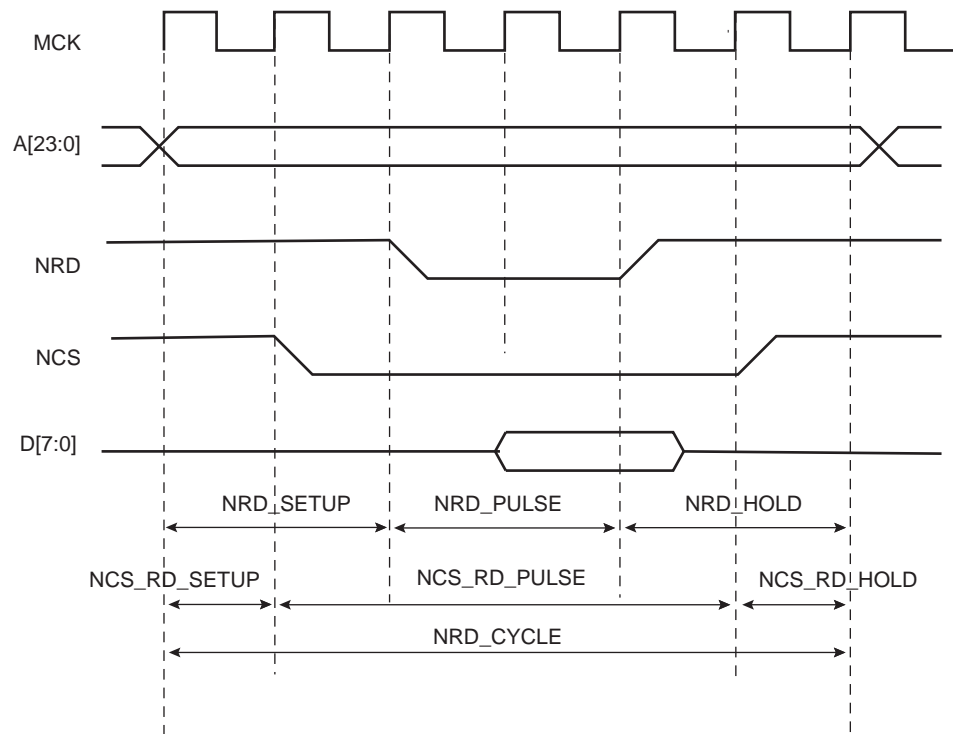 MCK
A[23:0]
NRD
NCS
D[7:0]
NRD_SETUP NRD_PULSE NRD_HOLD
NCS_RD_SETUP NCS_RD_PULSE NCS_RD_HOLD
NRD_CYCLE